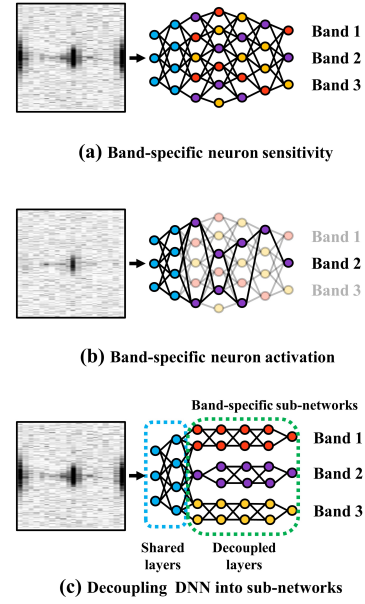 Band 1
Band 2
Band 3
(a) Band-specific neuron sensitivity
Band 1
Band 2
Band 3
(b) Band-specific neuron activation
Band-specific sub-networks
Band 1
Band 2
Band 3
Shared layers
Decoupled layers
(c) Decoupling DNN into sub-networks